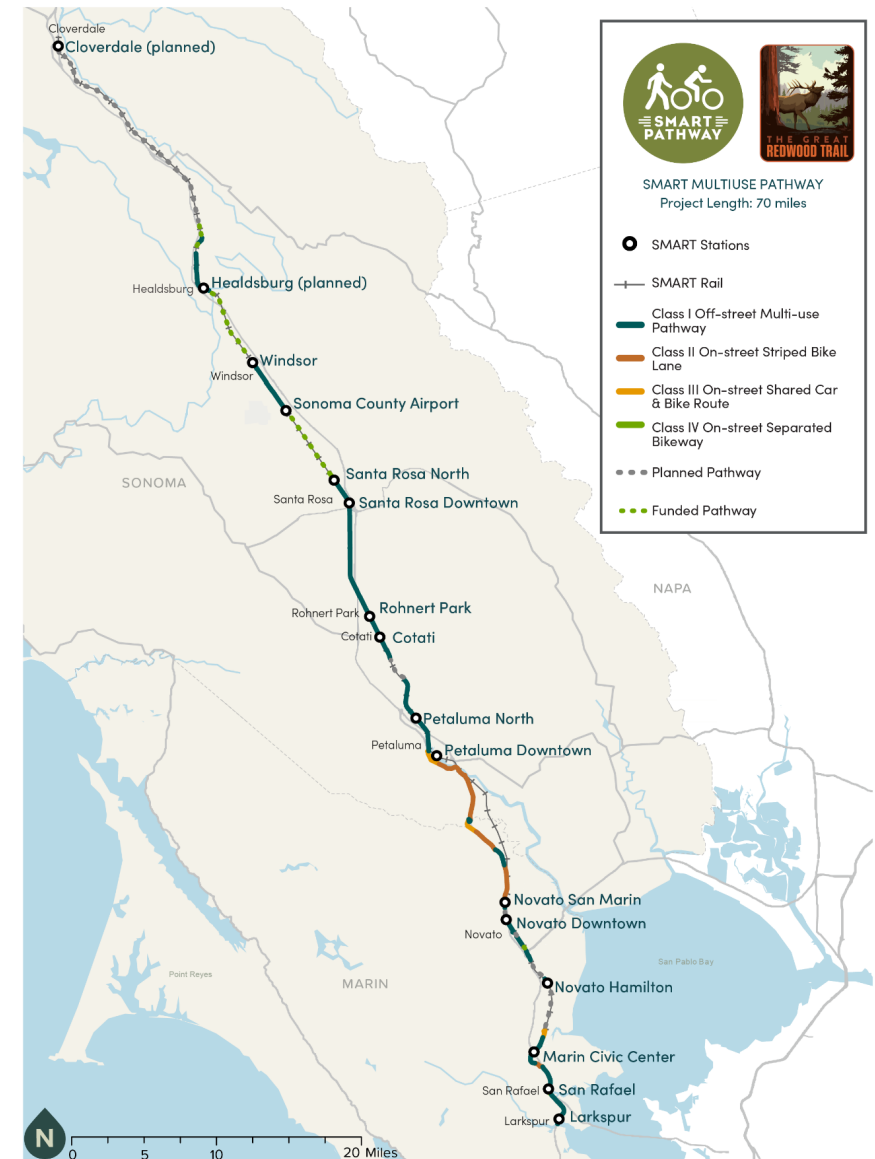 Cloverdale
Cloverdale (planned)
Healdsburg
Healdsburg (planned)
Windsor
Windsor
Sonoma County Airport
SONOMA
Santa Rosa North
Santa Rosa
Santa Rosa Downtown
NAPA
Rohnert Park
Rohnert Park
Cotati
Cotati
Petaluma North
Petaluma
Petaluma Downtown
Novato San Marin
Novato Downtown
Novato
San Pablo Bay
Point Reyes
MARIN
Novato Hamilton
Marin Civic Center
San Rafael
San Rafael
Larkspur
Larkspur
N
0 5 10 20 Miles
SMART
PATHWAY
THE GREAT
REDWOOD TRAIL
SMART MULTIUSE PATHWAY
Project Length: 70 miles
SMART Stations
SMART Rail
Class I Off-street Multi-use
Pathway
Class II On-street Striped Bike
Lane
Class III On-street Shared Car
& Bike Route
Class IV On-street Separated
Bikeway
Planned Pathway
Funded Pathway